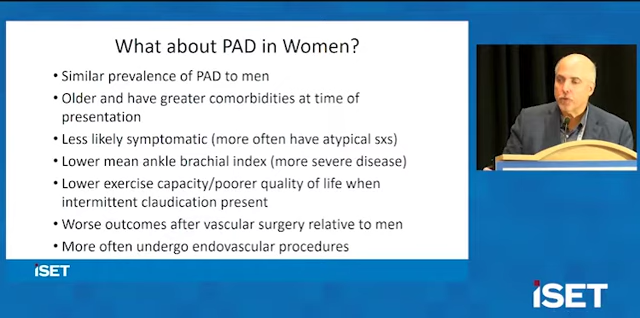 What about PAD in Women?
• Similar prevalence of PAD to men
• Older and have greater comorbidities at time of
presentation
• Less likely symptomatic (more often have atypical sxs)
• Lower mean ankle brachial index (more severe disease)
• Lower exercise capacity/poorer quality of life when
intermittent claudication present
• Worse outcomes after vascular surgery relative to men
• More often undergo endovascular procedures
iSET
iSET